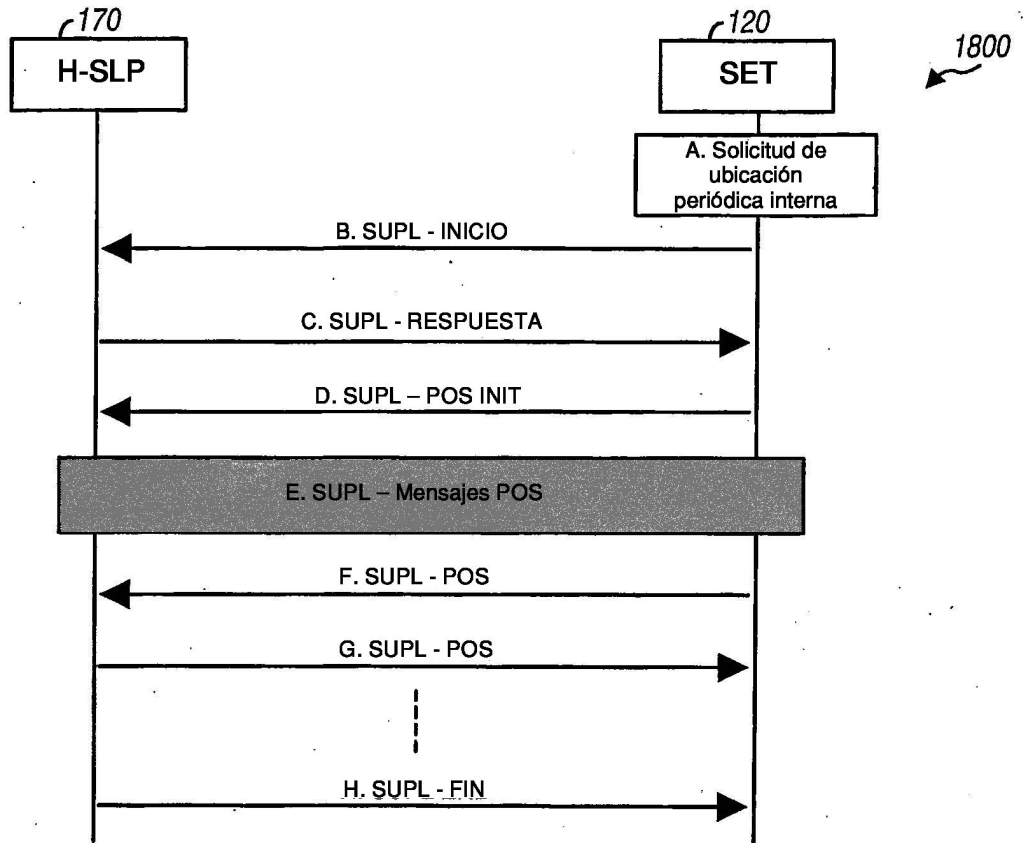 170
H-SLP
120
SET
1800
A. Solicitud de
ubicación
periódica interna
B. SUPL - INICIO
C. SUPL - RESPUESTA
D. SUPL – POS INIT
E. SUPL – Mensajes POS
F. SUPL - POS
G. SUPL - POS
H. SUPL - FIN